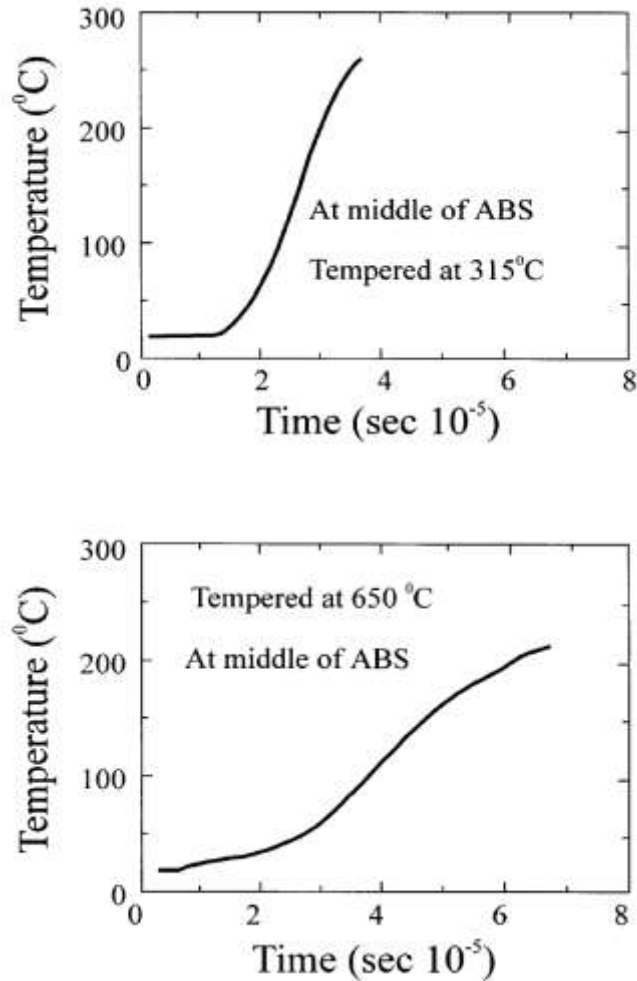 300
200
100
0
Temperature (⁰C)
At middle of ABS
Tempered at 315⁰C
0 2 4 6 8
Time (sec 10⁻⁵)
300
200
100
0
Temperature (⁰C)
Tempered at 650 ⁰C
At middle of ABS
0 2 4 6 8
Time (sec 10⁻⁵)